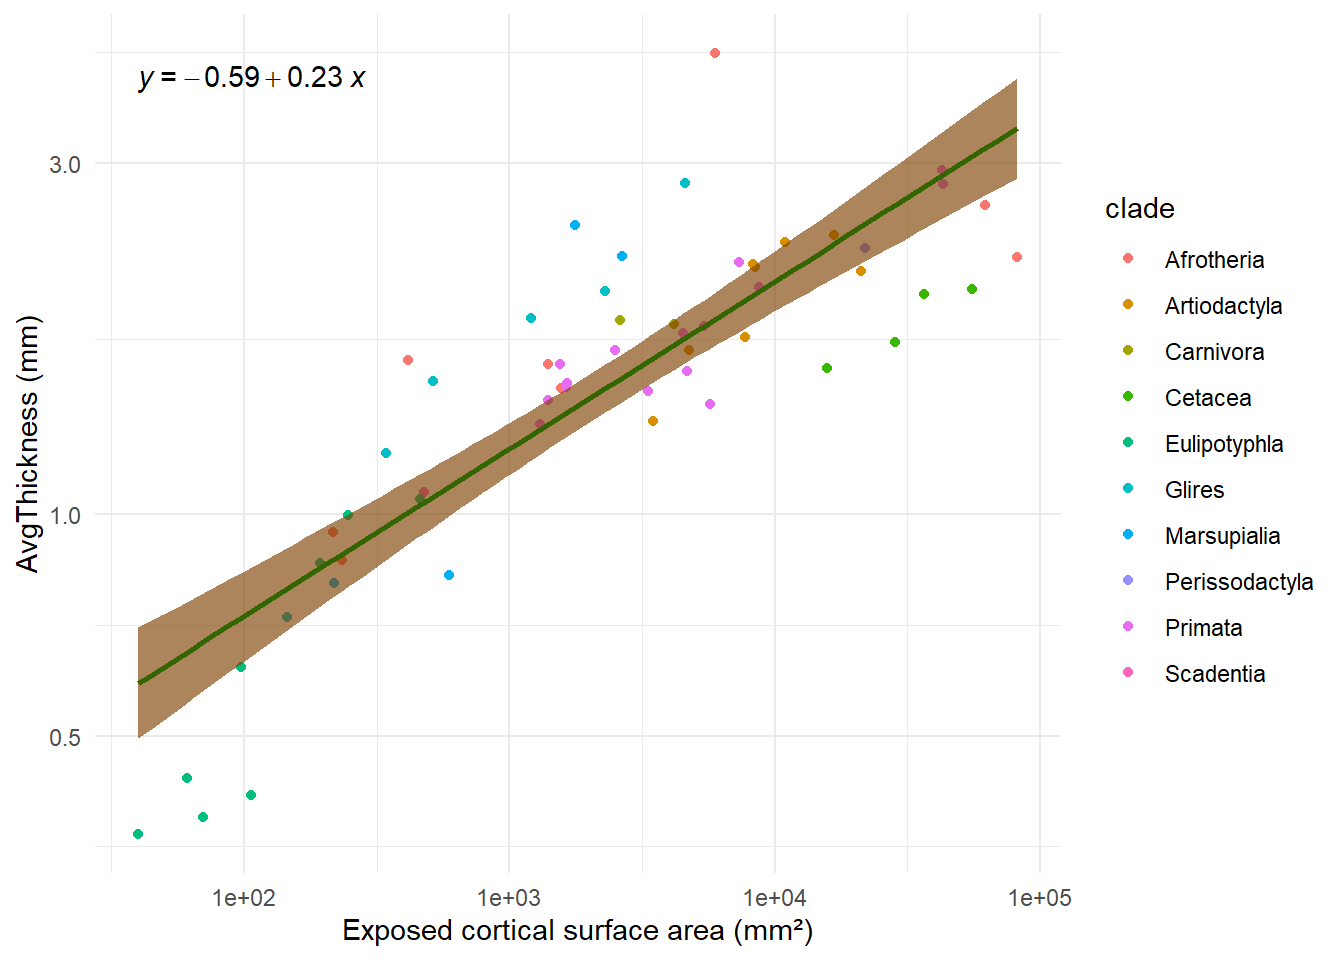 y = −0.59 + 0.23 x
3.0
1.0
0.5
AvgThickness (mm)
1e+02
1e+03
1e+04
1e+05
Exposed cortical surface area (mm²)
clade
Afrotheria
Artiodactyla
Carnivora
Cetacea
Eulipotyphla
Glires
Marsupialia
Perissodactyla
Primata
Scadentia